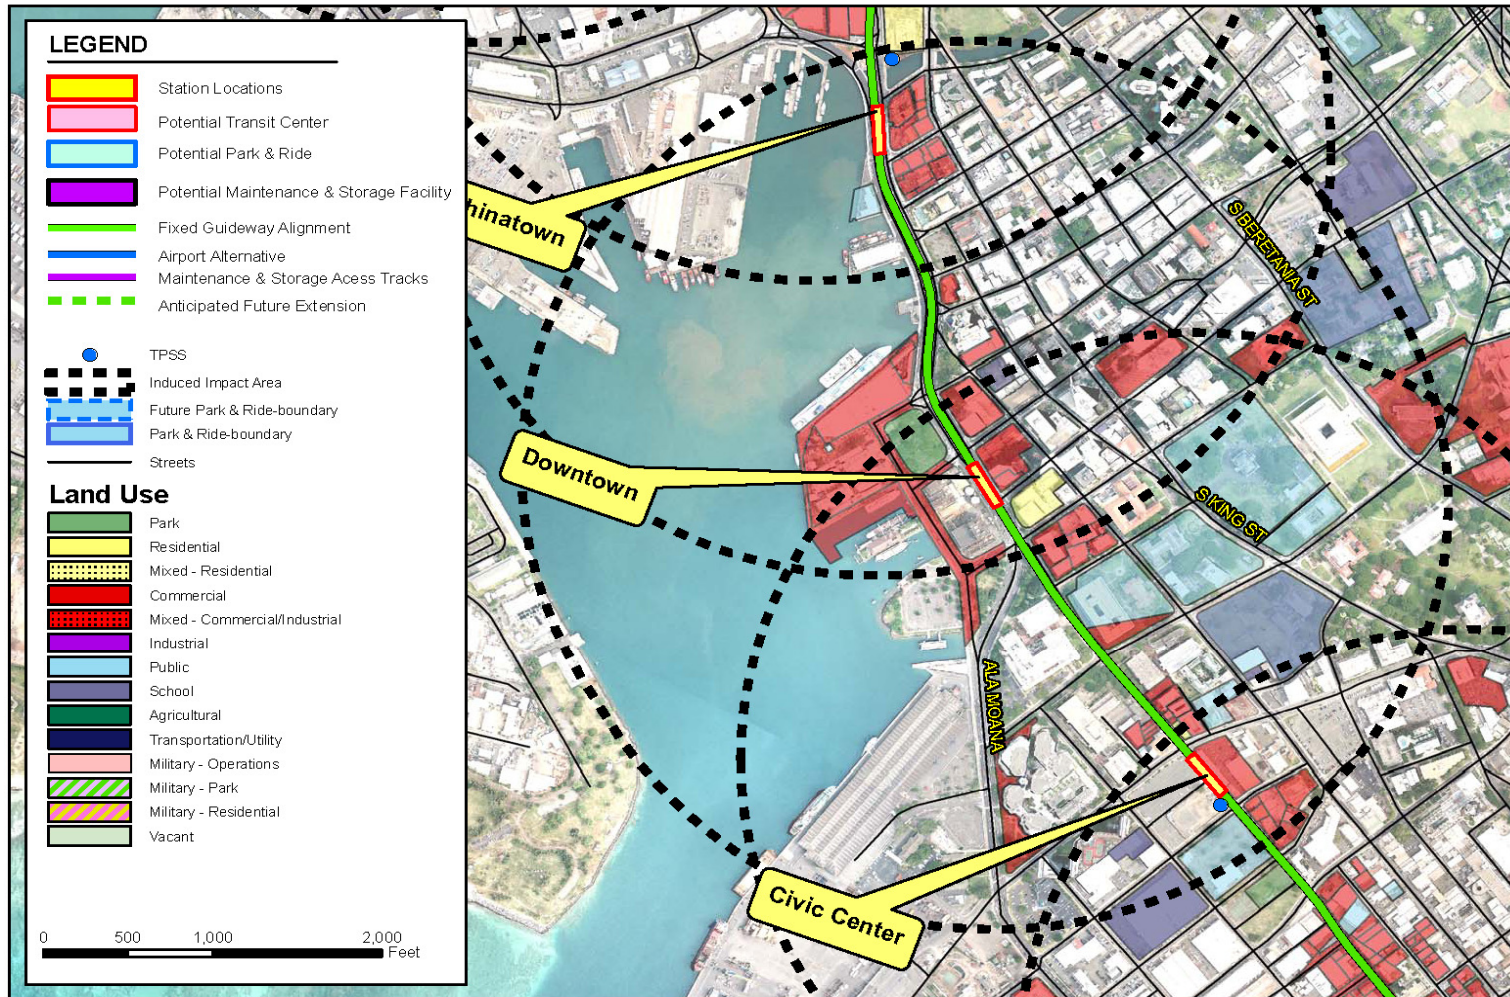 LEGEND
Station Locations
Potential Transit Center
Potential Park & Ride
Potential Maintenance & Storage Facility
Fixed Guideway Alignment
Airport Alternative
Maintenance & Storage Acess Tracks
Anticipated Future Extension
TPSS
Induced Impact Area
Future Park & Ride-boundary
Park & Ride-boundary
Streets
Land Use
Park
Residential
Mixed - Residential
Commercial
Mixed - Commercial/Industrial
Industrial
Public
School
Agricultural
Transportation/Utility
Military - Operations
Military - Park
Military - Residential
Vacant
0 500 1,000 2,000
Feet
hinatown
Downtown
Civic Center
S BERETANIA ST
S KING ST
ALA MOANA